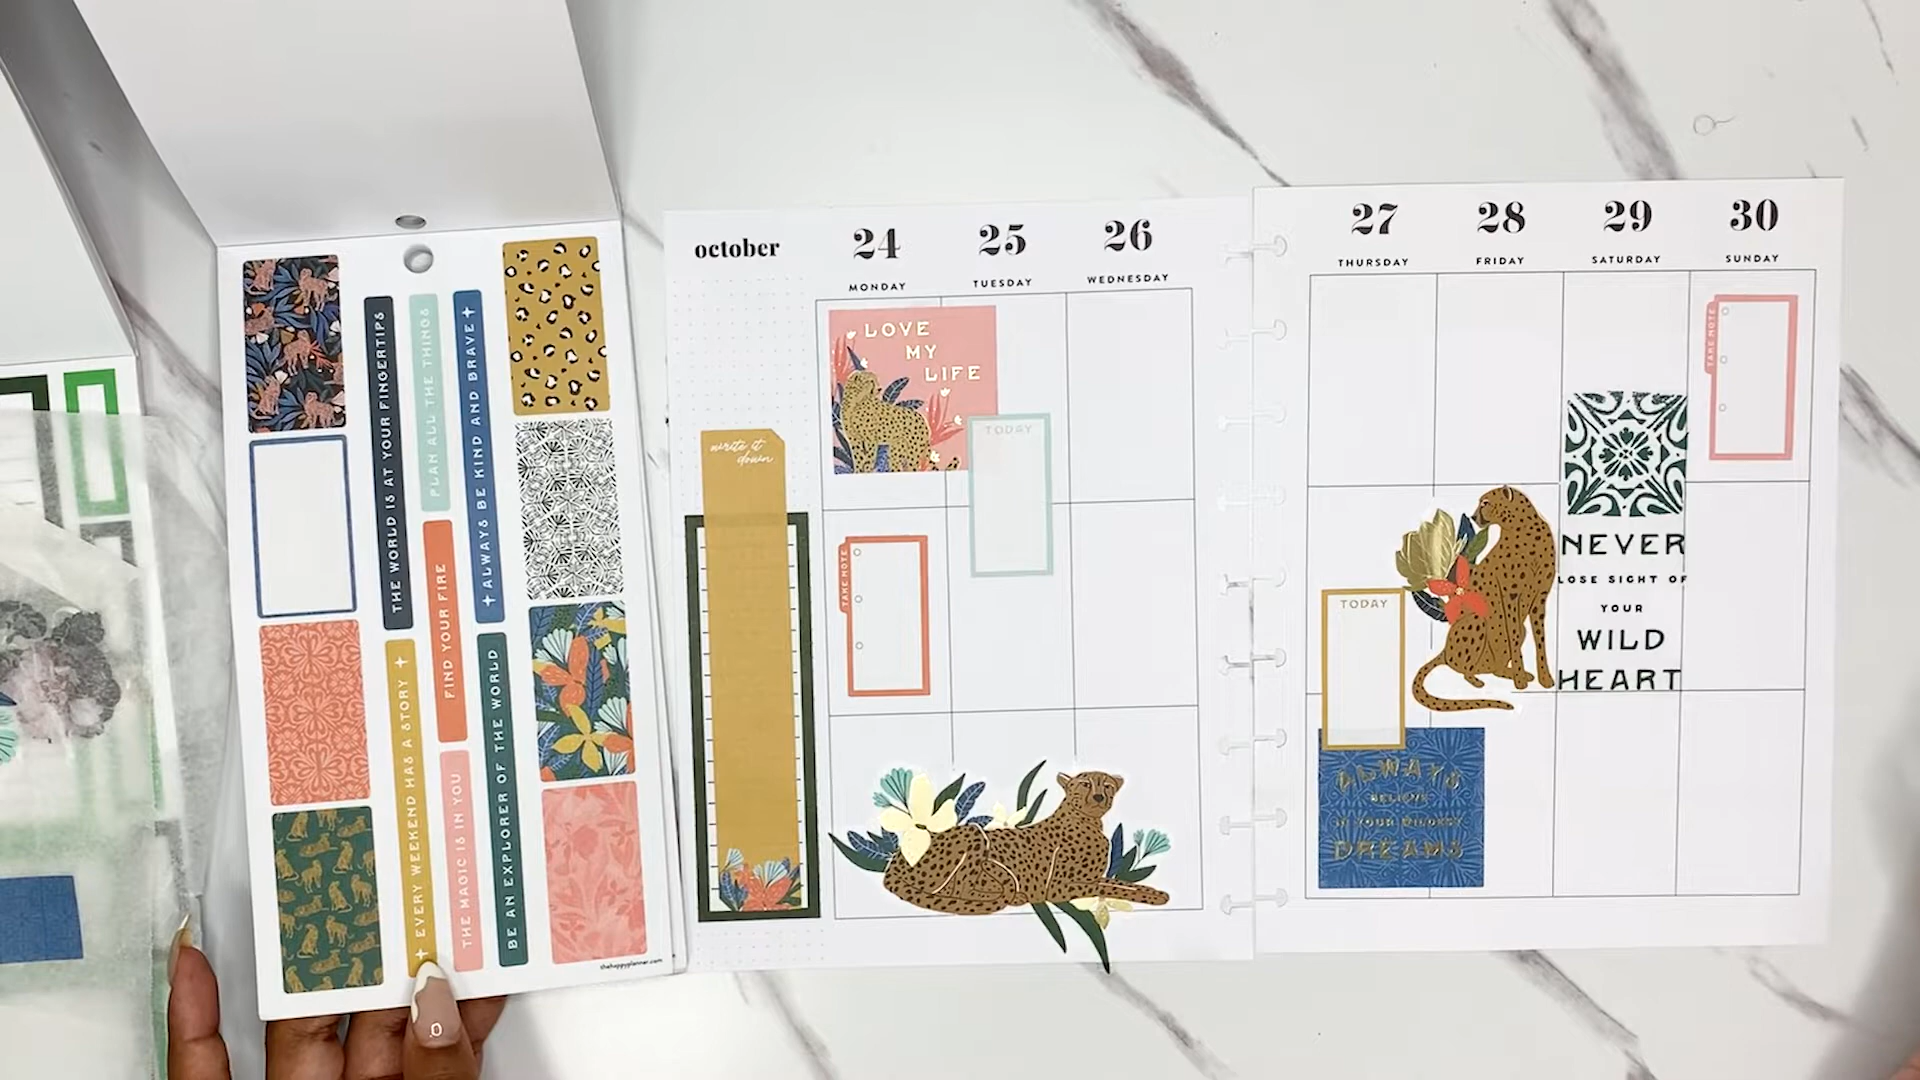 THE WORLD IS AT YOUR FINGERTIPS
PLAN ALL THE THINGS
ALWAYS BE KIND AND BRAVE
FIND YOUR FIRE
EVERY WEEKEND HAS A STORY
THE MAGIC IS IN YOU
BE AN EXPLORER OF THE WORLD
thehappyplanner.com
october
24
MONDAY
25
TUESDAY
26
WEDNESDAY
LOVE
MY
LIFE
TODAY
write it
down
TAKE NOTE
27
THURSDAY
28
FRIDAY
29
SATURDAY
30
SUNDAY
TAKE NOTE
NEVER
LOSE SIGHT OF
YOUR
WILD
HEART
TODAY
ALWAYS
BELIEVE
IN YOUR WILDEST
DREAMS